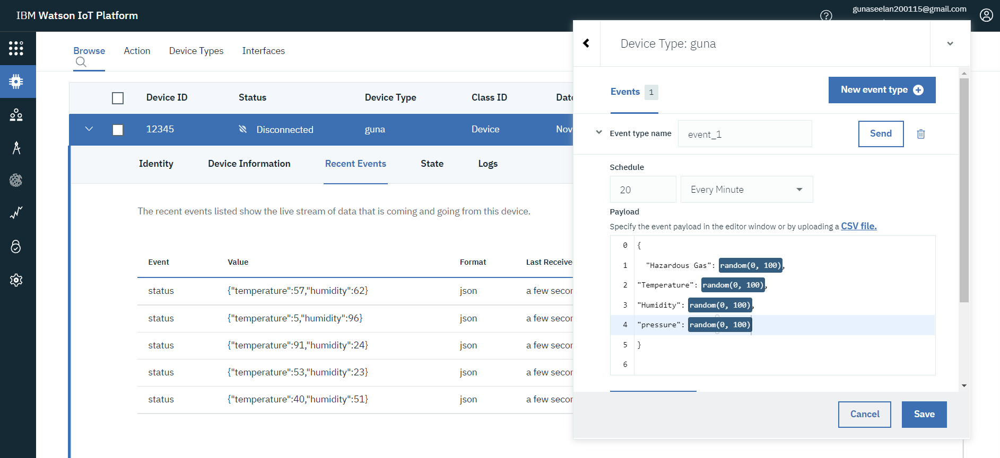 IBM Watson IoT Platform
gunaseelan200115@gmail.com
Browse Action Device Types Interfaces
Device ID Status Device Type Class ID Date
12345 Disconnected guna Device Nov
Identity Device Information Recent Events State Logs
The recent events listed show the live stream of data that is coming and going from this device.
Event Value Format Last Receive
status {"temperature":57,"humidity":62} json a few secon
status {"temperature":5,"humidity":96} json a few secon
status {"temperature":91,"humidity":24} json a few secon
status {"temperature":53,"humidity":23} json a few secon
status {"temperature":40,"humidity":51} json a few secon
Device Type: guna
Events 1 New event type
Event type name event_1 Send
Schedule
20 Every Minute
Payload
Specify the event payload in the editor window or by uploading a CSV file.
0 {
1 "Hazardous Gas": random(0, 100),
2 "Temperature": random(0, 100),
3 "Humidity": random(0, 100),
4 "pressure": random(0, 100)
5 }
6
Cancel Save